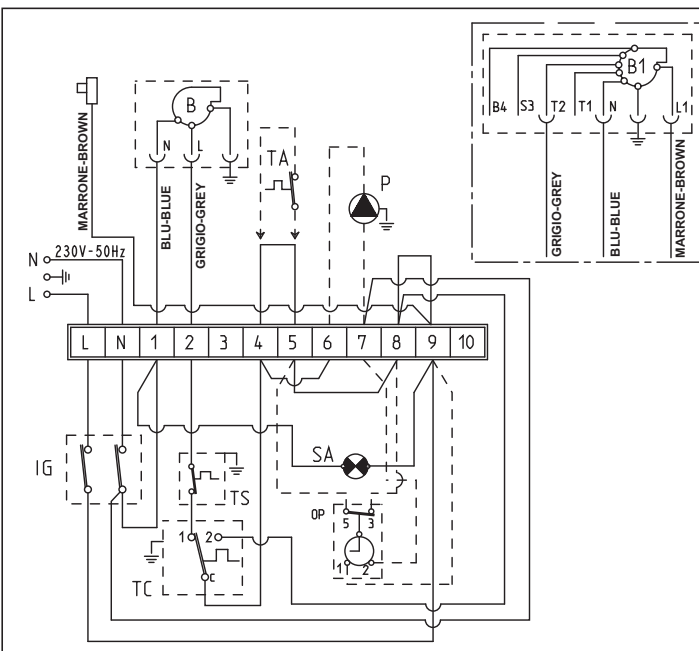 MARRONE-BROWN
B
N L
BLU-BLUE
GRIGIO-GREY
TA
P
B1
B4 S3 T2 T1 N L1
GRIGIO-GREY
BLU-BLUE
MARRONE-BROWN
N 230V-50Hz
L
L N 1 2 3 4 5 6 7 8 9 10
IG
TS
SA
OP
5 3
1 2
1 2
C
TC